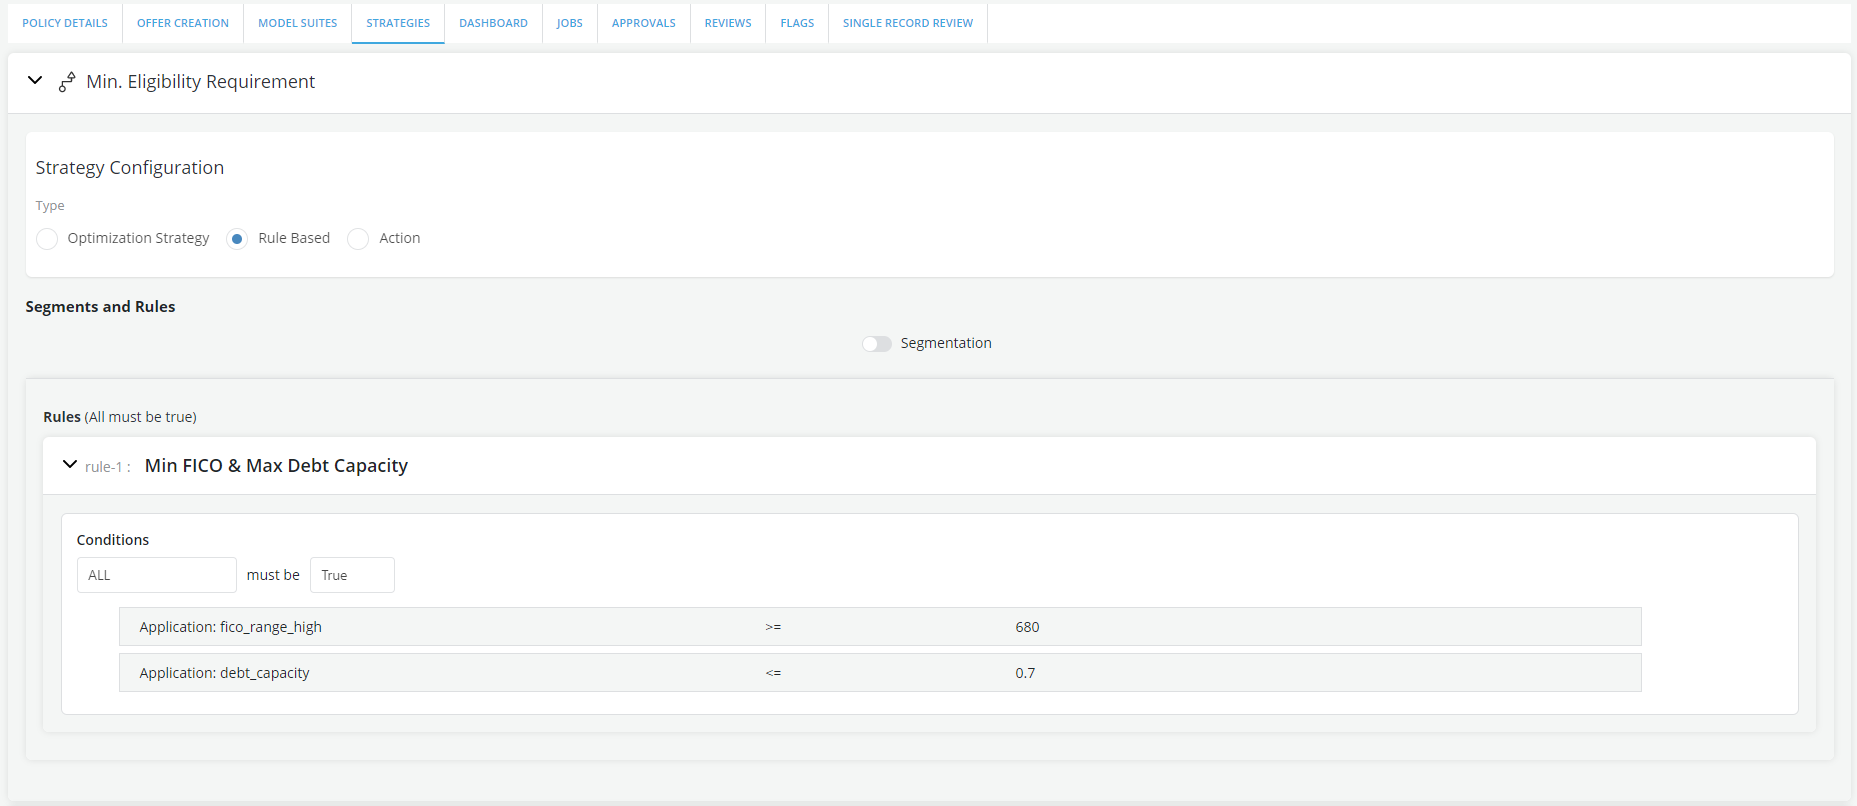 POLICY DETAILS OFFER CREATION MODEL SUITES STRATEGIES DASHBOARD JOBS APPROVALS REVIEWS FLAGS SINGLE RECORD REVIEW
Min. Eligibility Requirement
Strategy Configuration
Type
Optimization Strategy Rule Based Action
Segments and Rules
Segmentation
Rules (All must be true)
rule-1 : Min FICO & Max Debt Capacity
Conditions
ALL must be True
Application: fico_range_high >= 680
Application: debt_capacity <= 0.7